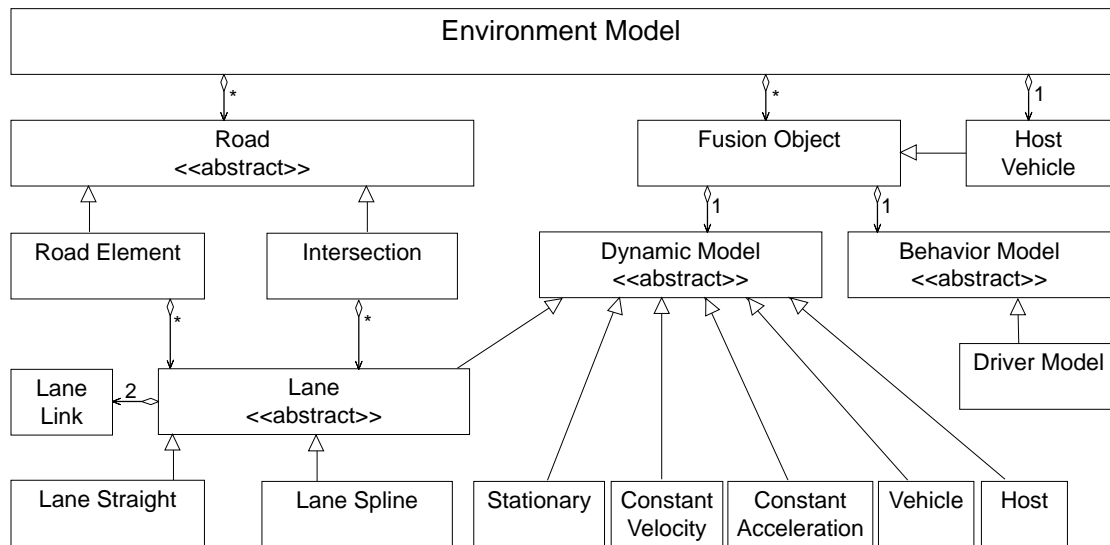 Environment Model
*
*
1
Road
<<abstract>>
Fusion Object
Host
Vehicle
1
1
Road Element
Intersection
Dynamic Model
<<abstract>>
Behavior Model
<<abstract>>
*
*
Driver Model
Lane
Link
2
Lane
<<abstract>>
Lane Straight
Lane Spline
Stationary
Constant
Velocity
Constant
Acceleration
Vehicle
Host